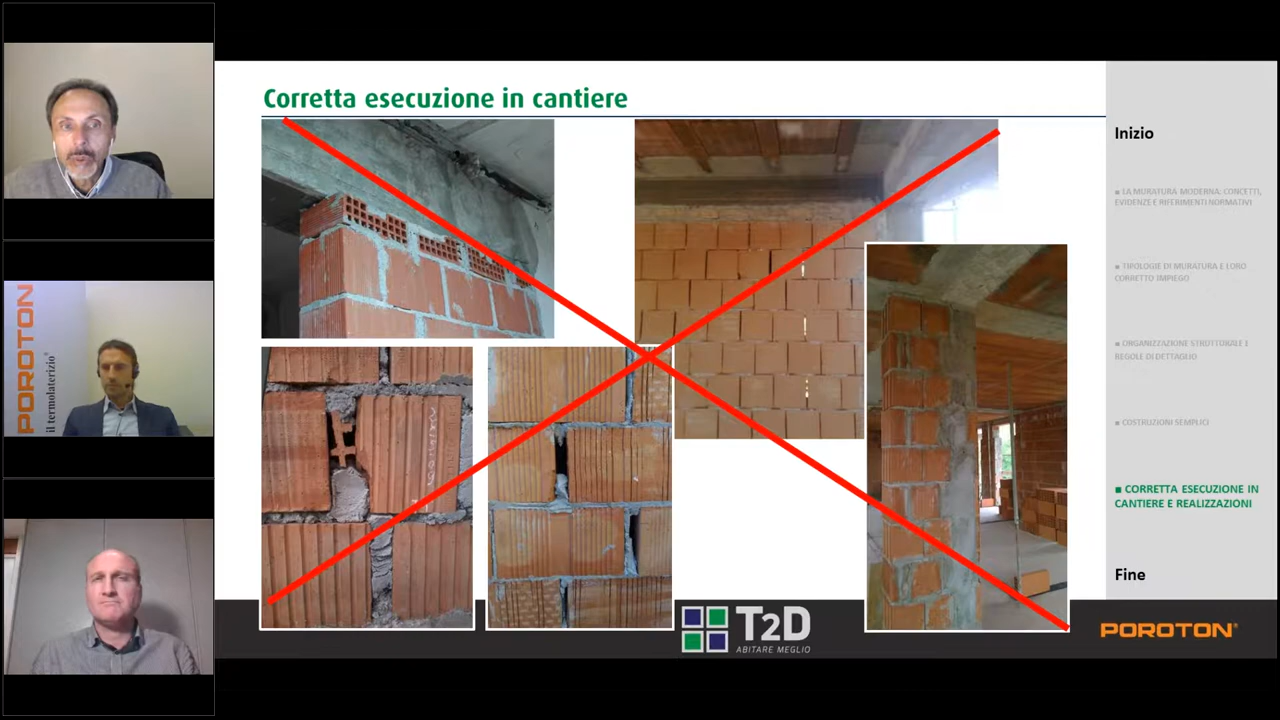 Corretta esecuzione in cantiere
Inizio
■ LA MURATURA MODERNA: CONCETTI,
EVIDENZE E RIFERIMENTI NORMATIVI
■ TIPOLOGIE DI MURATURA E LORO
CORRETTO IMPIEGO
■ ORGANIZZAZIONE STRUTTURALE E
REGOLE DI DETTAGLIO
■ COSTRUZIONI SEMPLICI
■ CORRETTA ESECUZIONE IN
CANTIERE E REALIZZAZIONI
Fine
POROTON®
il termolaterizio®
T2D
ABITARE MEGLIO
POROTON®